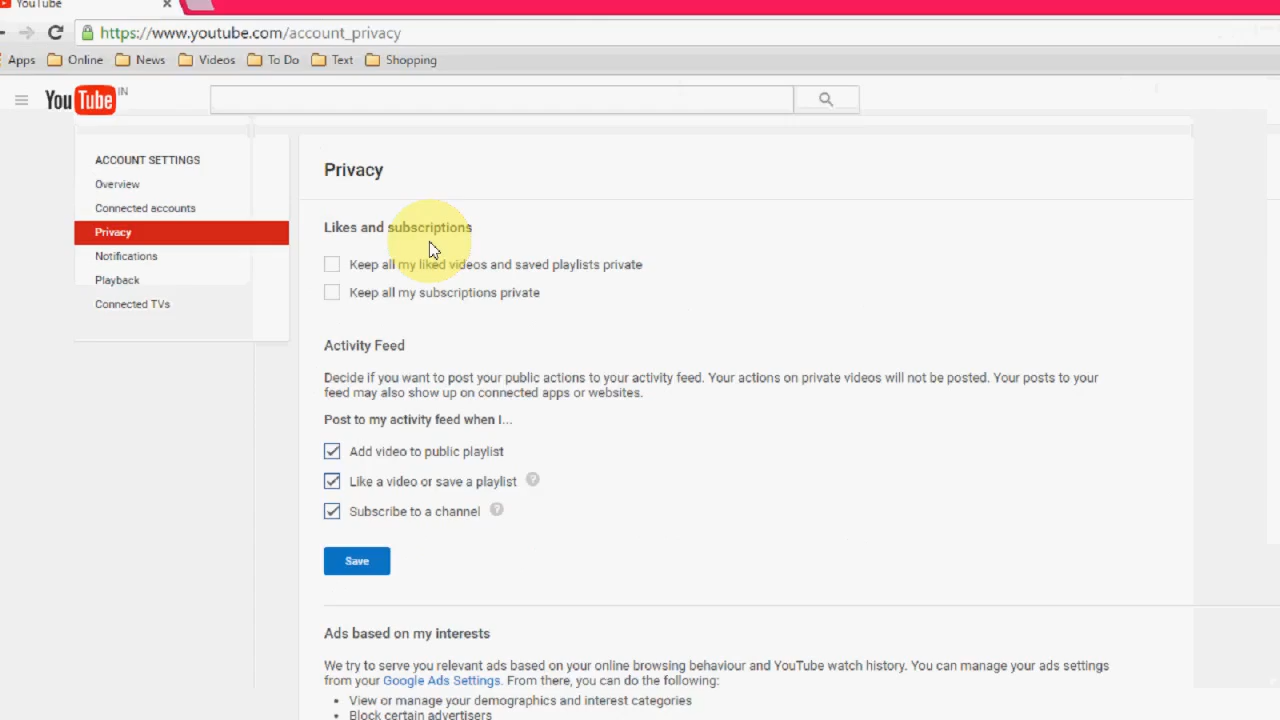 YouTube
https://www.youtube.com/account_privacy
Apps Online News Videos To Do Text Shopping
YouTube IN
ACCOUNT SETTINGS
Overview
Connected accounts
Privacy
Notifications
Playback
Connected TVs
Privacy
Likes and subscriptions
Keep all my liked videos and saved playlists private
Keep all my subscriptions private
Activity Feed
Decide if you want to post your public actions to your activity feed. Your actions on private videos will not be posted. Your posts to your
feed may also show up on connected apps or websites.
Post to my activity feed when I...
Add video to public playlist
Like a video or save a playlist ?
Subscribe to a channel ?
Save
Ads based on my interests
We try to serve you relevant ads based on your online browsing behaviour and YouTube watch history. You can manage your ads settings
from your Google Ads Settings. From there, you can do the following:
• View or manage your demographics and interest categories
• Block certain advertisers